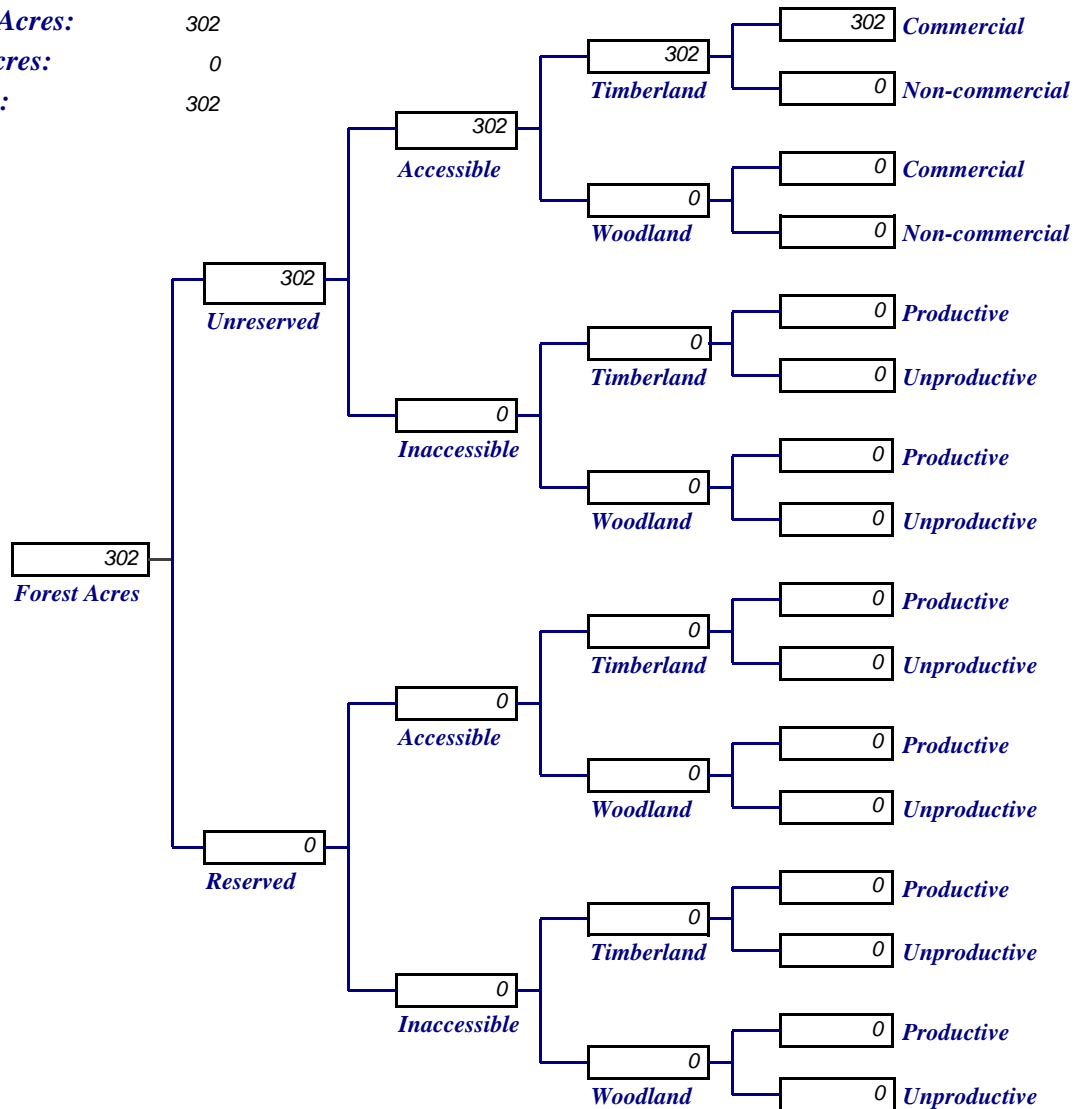 Acres: 302
cres: 0
: 302
302 Commercial
302
Timberland
0 Non-commercial
302
Accessible
0 Commercial
0
Woodland
0 Non-commercial
302
Unreserved
0 Productive
0
Timberland
0 Unproductive
0
Inaccessible
0 Productive
0
Woodland
0 Unproductive
302
Forest Acres
0 Productive
0
Timberland
0 Unproductive
0
Accessible
0 Productive
0
Woodland
0 Unproductive
0
Reserved
0 Productive
0
Timberland
0 Unproductive
0
Inaccessible
0 Productive
0
Woodland
0 Unproductive